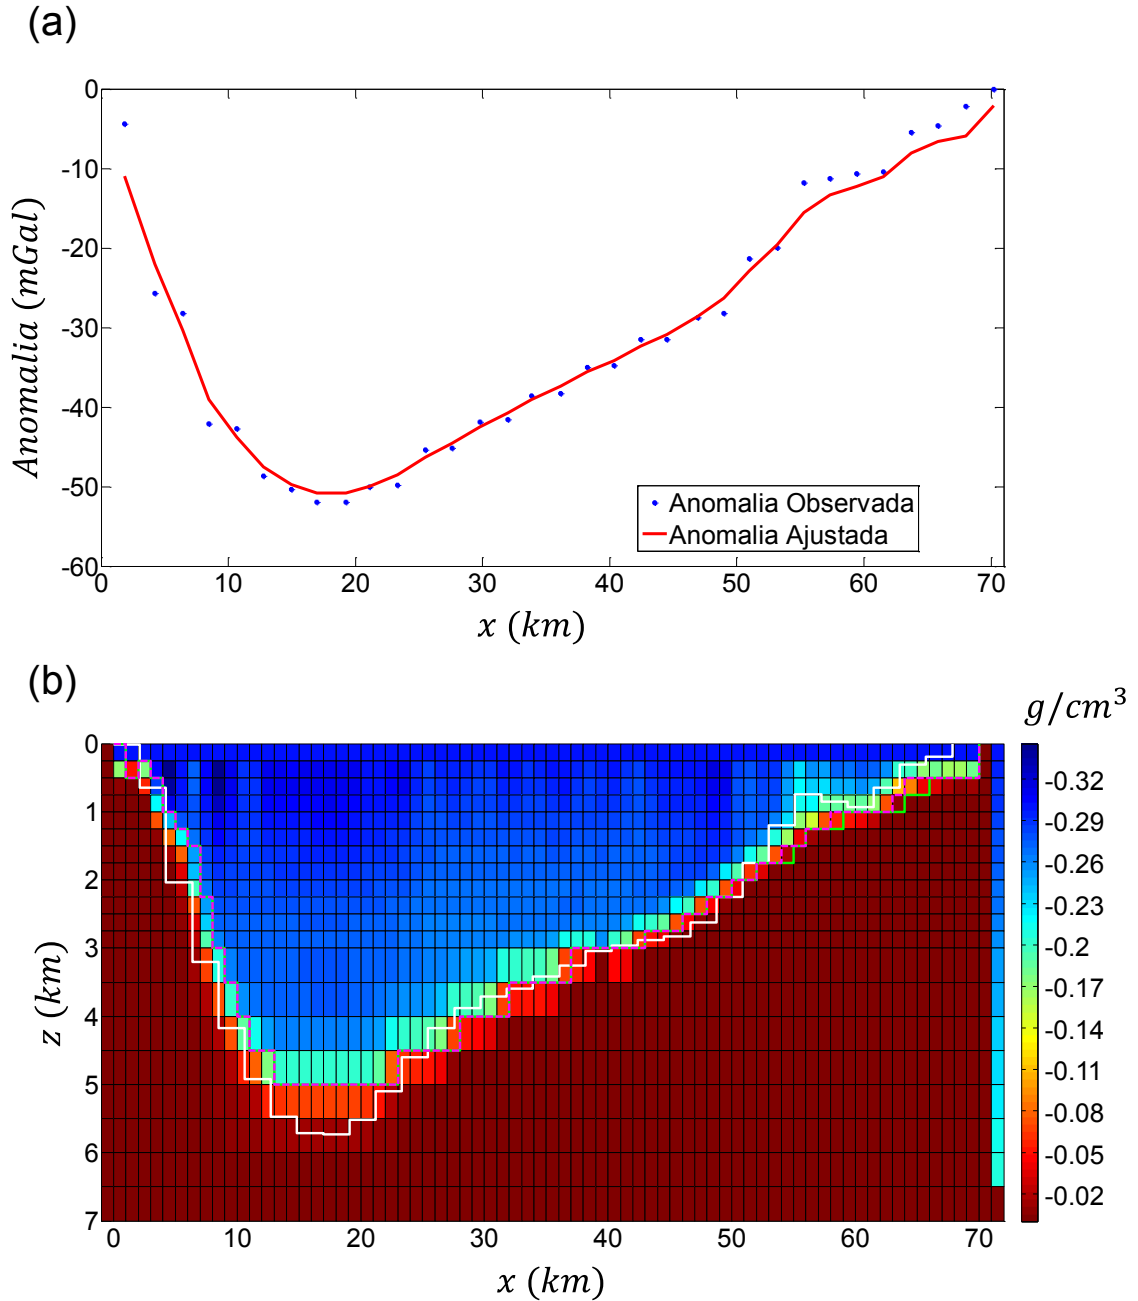 (a)
0
-10
-20
-30
-40
-50
-60
Anomalia (mGal)
Anomalia Observada
Anomalia Ajustada
0 10 20 30 40 50 60 70
x (km)
(b)
g/cm³
0
1
2
3
4
5
6
7
z (km)
-0.32
-0.29
-0.26
-0.23
-0.2
-0.17
-0.14
-0.11
-0.08
-0.05
-0.02
0 10 20 30 40 50 60 70
x (km)